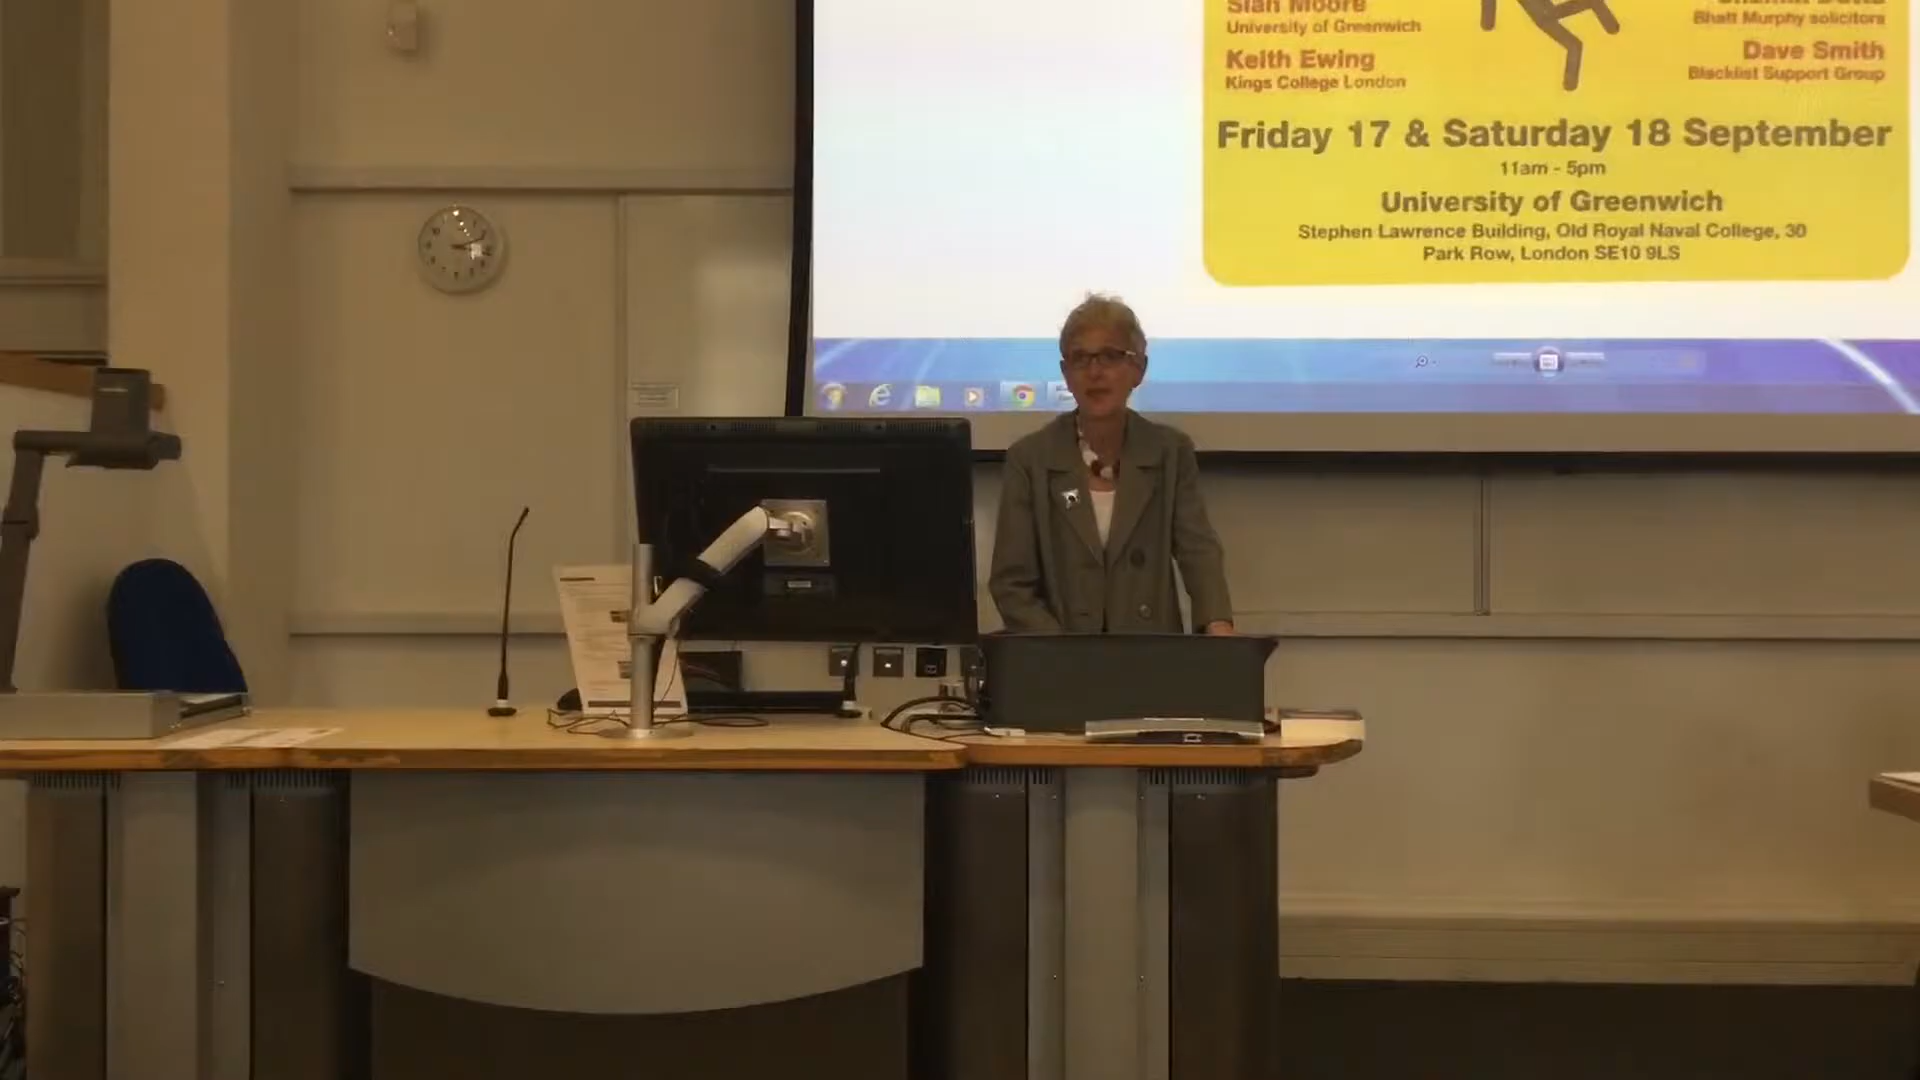 Sian Moore
University of Greenwich
Keith Ewing
Kings College London
Bhatt Murphy solicitors
Dave Smith
Blacklist Support Group
Friday 17 & Saturday 18 September
11am - 5pm
University of Greenwich
Stephen Lawrence Building, Old Royal Naval College, 30
Park Row, London SE10 9LS